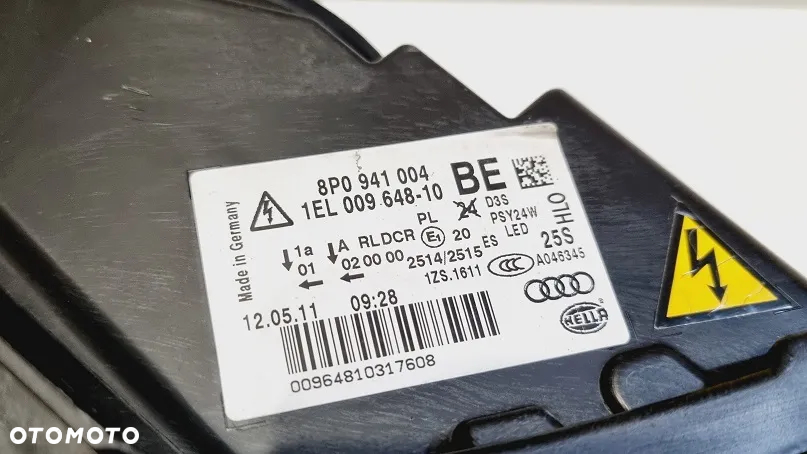 8P0 941 004 BE
1EL 009 648-10
Made in Germany
PL 24 D3S
PSY24W
LED
1a A RLDCR E1 20
01 02 00 00 2514/2515 ES 25S HLO
1ZS.1611 CCC A046345
12.05.11 09:28
HELLA
00964810317608
OTOMOTO